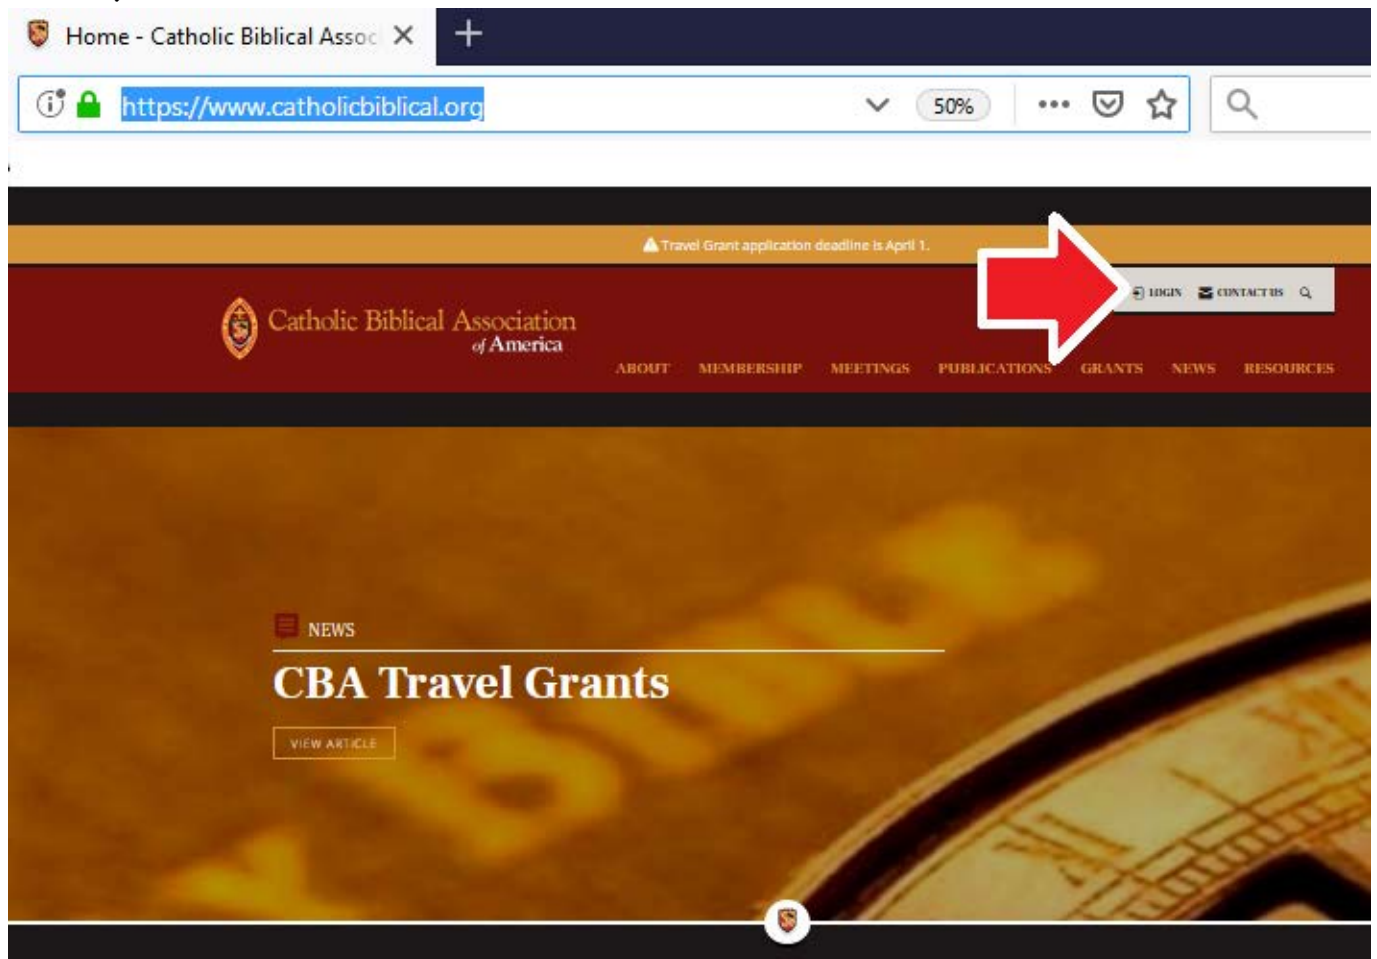 Home - Catholic Biblical Assoc
https://www.catholicbiblical.org
50%
Travel Grant application deadline is April 1.
LOGIN CONTACT US
Catholic Biblical Association
of America
ABOUT MEMBERSHIP MEETINGS PUBLICATIONS GRANTS NEWS RESOURCES
NEWS
CBA Travel Grants
VIEW ARTICLE